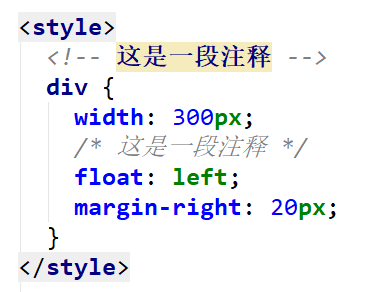 <style>
<!-- 这是一段注释 -->
div {
width: 300px;
/* 这是一段注释 */
float: left;
margin-right: 20px;
}
</style>